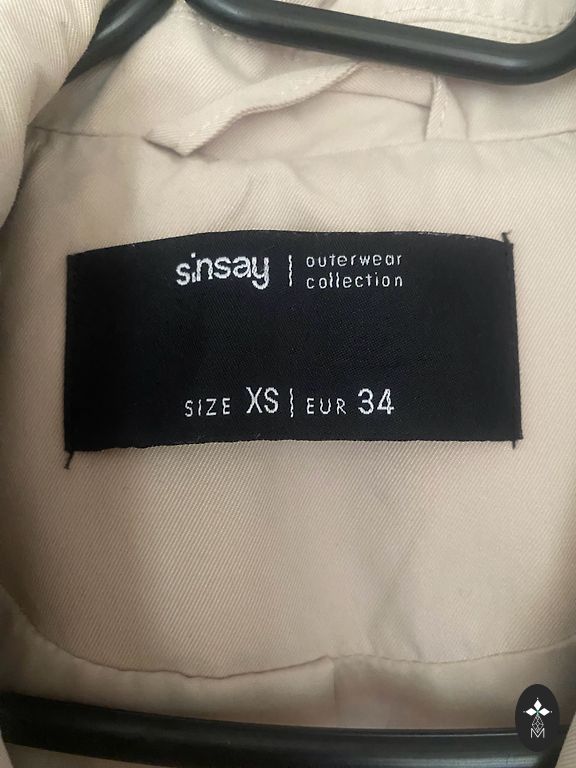 sinsay | outerwear
collection
SIZE XS | EUR 34
M